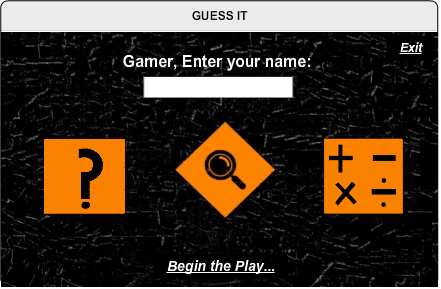 GUESS IT
Exit
Gamer, Enter your name:
?
+ −
× ÷
Begin the Play...